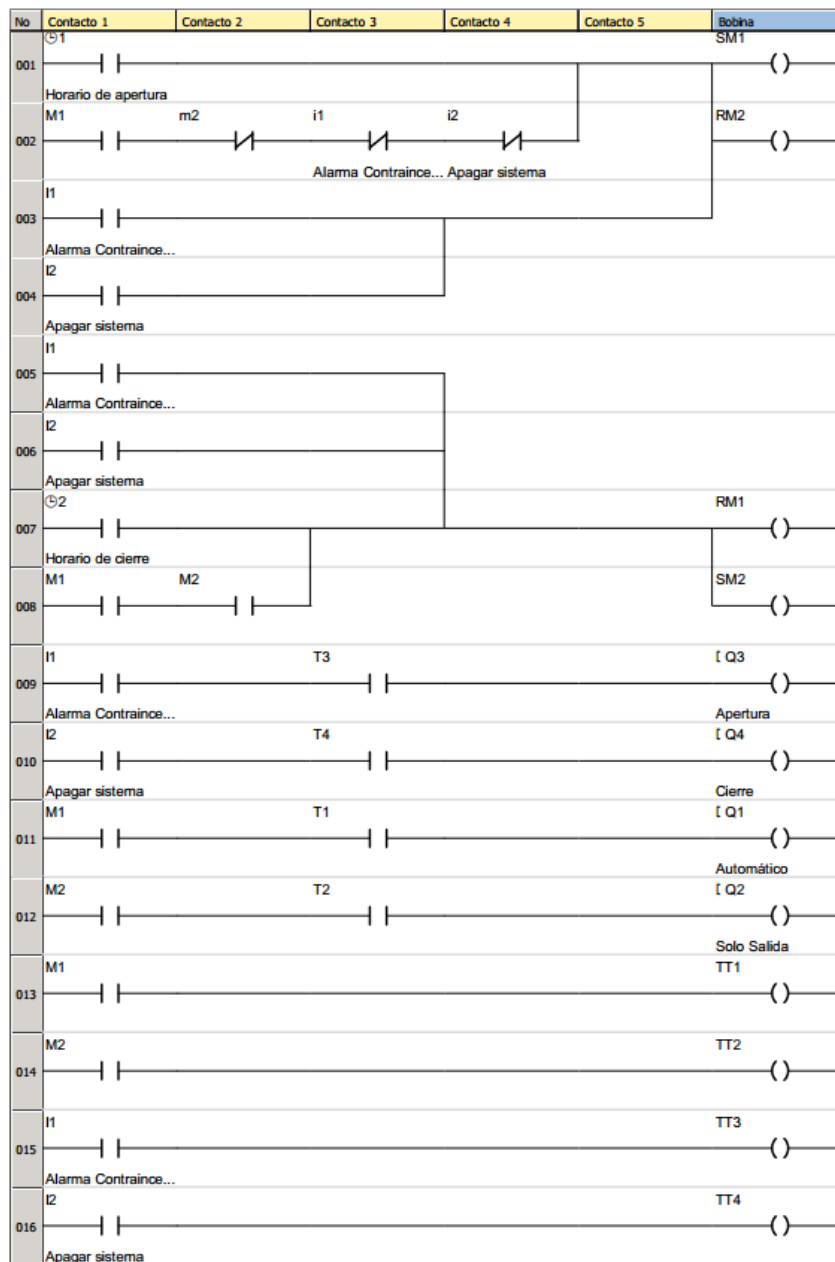 No Contacto 1 Contacto 2 Contacto 3 Contacto 4 Contacto 5 Bobina
1 SM1
001
Horario de apertura
M1 m2 i1 i2 RM2
002
Alarma Contraince... Apagar sistema
I1
003
Alarma Contraince...
I2
004
Apagar sistema
I1
005
Alarma Contraince...
I2
006
Apagar sistema
2 RM1
007
Horario de cierre
M1 M2 SM2
008
I1 T3 [ Q3
009
Alarma Contraince... Apertura
I2 T4 [ Q4
010
Apagar sistema Cierre
M1 T1 [ Q1
011
Automático
M2 T2 [ Q2
012
Solo Salida
M1 TT1
013
M2 TT2
014
I1 TT3
015
Alarma Contraince...
I2 TT4
016
Apagar sistema